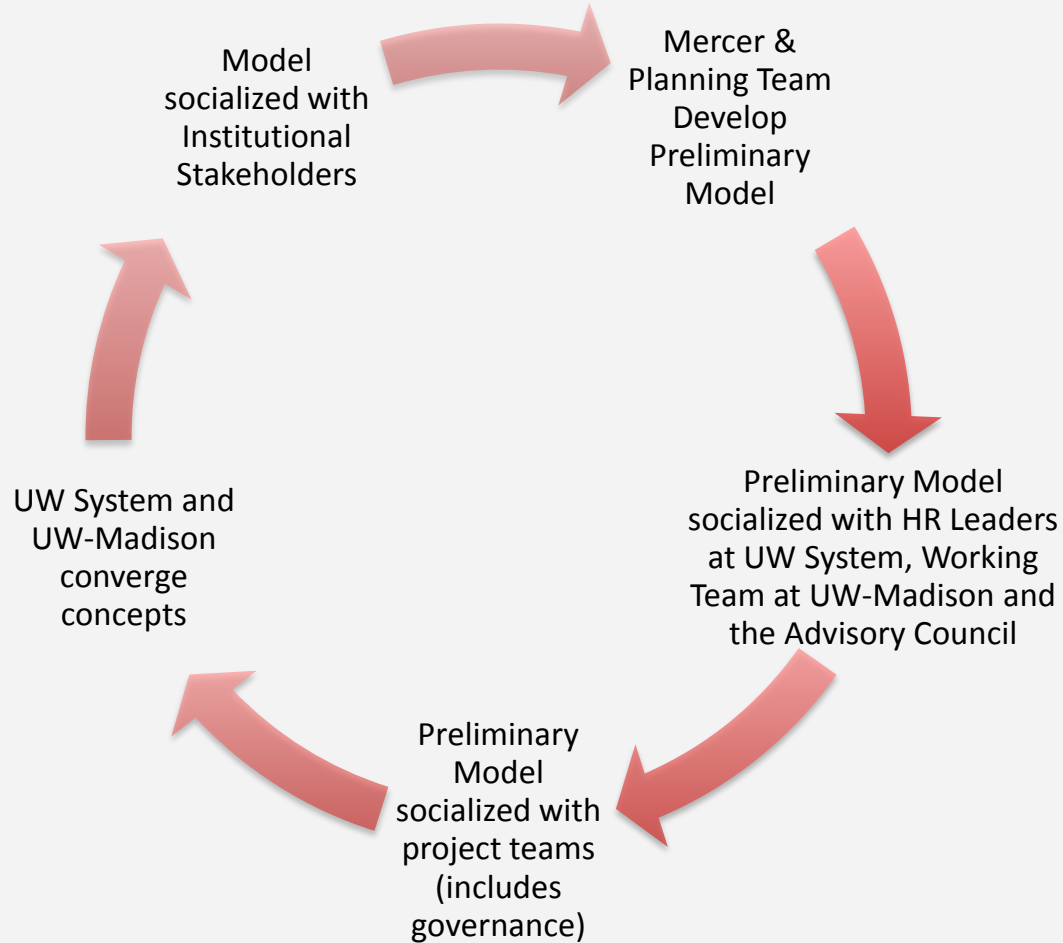 Mercer &
Planning Team
Develop
Preliminary
Model
Preliminary Model
socialized with HR Leaders
at UW System, Working
Team at UW-Madison and
the Advisory Council
Preliminary
Model
socialized with
project teams
(includes
governance)
UW System and
UW-Madison
converge
concepts
Model
socialized with
Institutional
Stakeholders